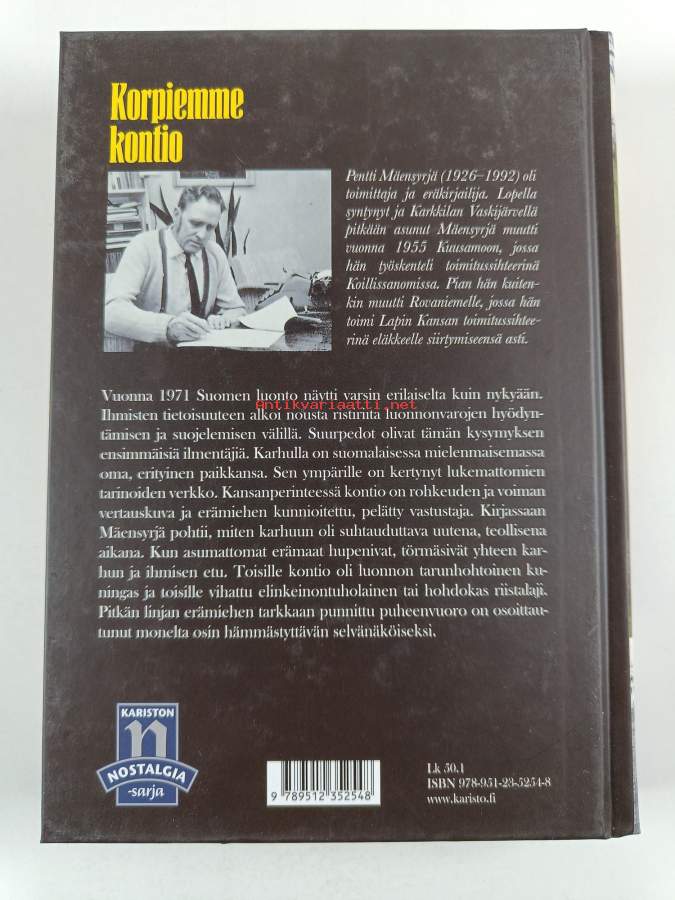 Korpiemme
kontio
Pentti Mäensyrjä (1926–1992) oli
toimittaja ja eräkirjailija. Lopella
syntynyt ja Karkkilan Vaskijärvellä
pitkään asunut Mäensyrjä muutti
vuonna 1955 Kuusamoon, jossa
hän työskenteli toimitussihteerinä
Koillissanomissa. Pian hän kuiten-
kin muutti Rovaniemelle, jossa hän
toimi Lapin Kansan toimitussihtee-
rinä eläkkeelle siirtymiseensä asti.
Vuonna 1971 Suomen luonto näytti varsin erilaiselta kuin nykyään.
Ihmisten tietoisuuteen alkoi nousta ristiriita luonnonvarojen hyödyn-
Antikvariaatti.net
tämisen ja suojelemisen välillä. Suurpedot olivat tämän kysymyksen
ensimmäisiä ilmentäjiä. Karhulla on suomalaisessa mielenmaisemassa
oma, erityinen paikkansa. Sen ympärille on kertynyt lukemattomien
tarinoiden verkko. Kansanperinteessä kontio on rohkeuden ja voiman
vertauskuva ja erämiehen kunnioitettu, pelätty vastustaja. Kirjassaan
Mäensyrjä pohtii, miten karhuun oli suhtauduttava uutena, teollisena
aikana. Kun asumattomat erämaat hupenivat, törmäsivät yhteen kar-
hun ja ihmisen etu. Toisille kontio oli luonnon tarunhohtoinen ku-
ningas ja toisille vihattu elinkeinontuholainen tai hohdokas riistalaji.
Pitkän linjan erämiehen tarkkaan punnittu puheenvuoro on osoittau-
tunut monelta osin hämmästyttävän selvänäköiseksi.
KARISTON
n
NOSTALGIA
-sarja
9 789512 352548
Lk 50.1
ISBN 978-951-23-5254-8
www.karisto.fi